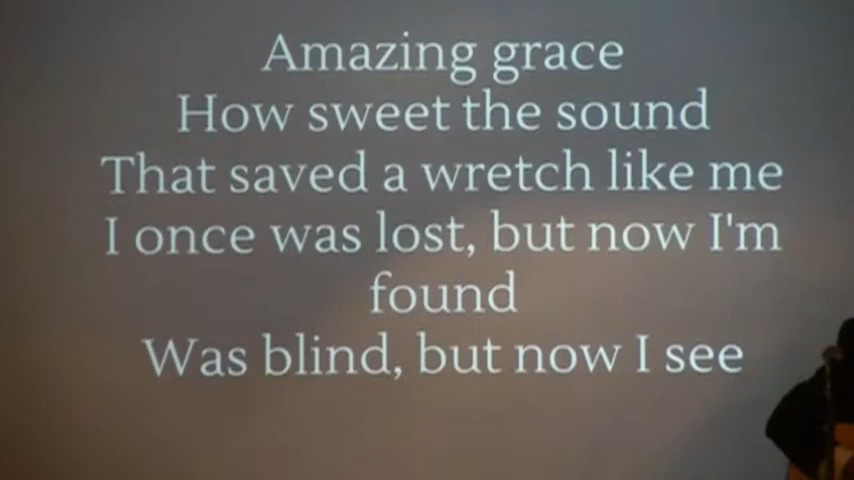 Amazing grace
How sweet the sound
That saved a wretch like me
I once was lost, but now I'm
found
Was blind, but now I see